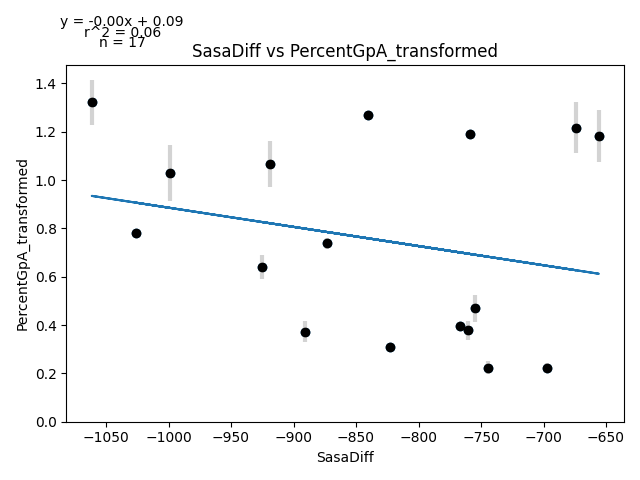 y = -0.00x + 0.09
r^2 = 0.06
n = 17
SasaDiff vs PercentGpA_transformed
PercentGpA_transformed
1.4
1.2
1.0
0.8
0.6
0.4
0.2
0.0
−1050 −1000 −950 −900 −850 −800 −750 −700 −650
SasaDiff